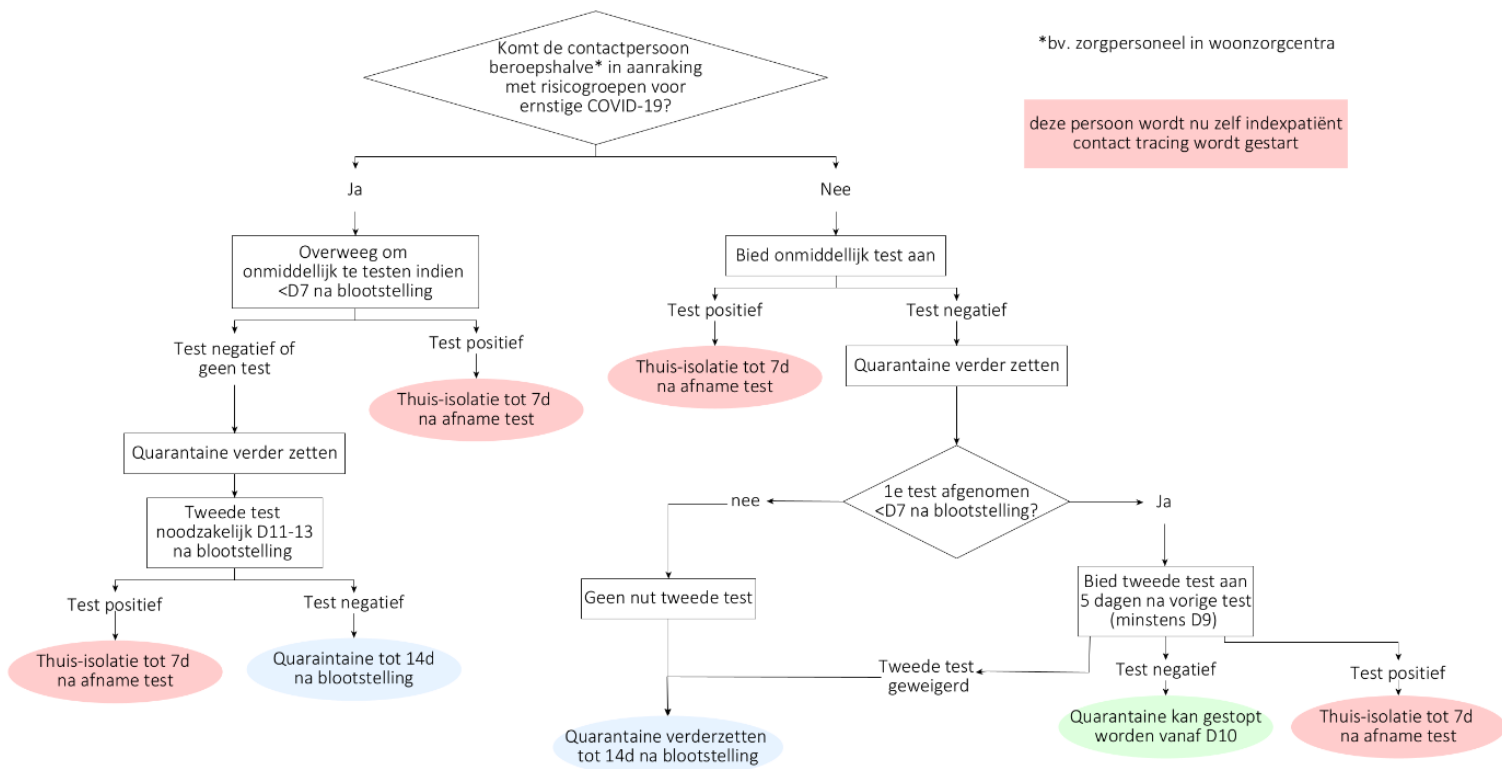 Komt de contactpersoon
beroepshalve* in aanraking
met risicogroepen voor
ernstige COVID-19?
*bv. zorgpersoneel in woonzorgcentra
deze persoon wordt nu zelf indexpatiënt
contact tracing wordt gestart
Ja
Nee
Overweeg om
onmiddellijk te testen indien
<D7 na blootstelling
Bied onmiddellijk test aan
Test negatief of
geen test
Test positief
Test positief
Test negatief
Thuis-isolatie tot 7d
na afname test
Thuis-isolatie tot 7d
na afname test
Quarantaine verder zetten
Quarantaine verder zetten
Tweede test
noodzakelijk D11-13
na blootstelling
1e test afgenomen
<D7 na blootstelling?
nee
Ja
Geen nut tweede test
Bied tweede test aan
5 dagen na vorige test
(minstens D9)
Test positief
Test negatief
Thuis-isolatie tot 7d
na afname test
Quaraintaine tot 14d
na blootstelling
Tweede test
geweigerd
Test negatief
Test positief
Quarantaine verderzetten
tot 14d na blootstelling
Quarantaine kan gestopt
worden vanaf D10
Thuis-isolatie tot 7d
na afname test